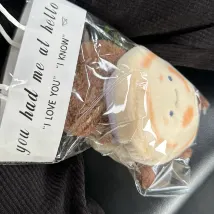 you had me at hello
"I LOVE YOU" "I KNOW"